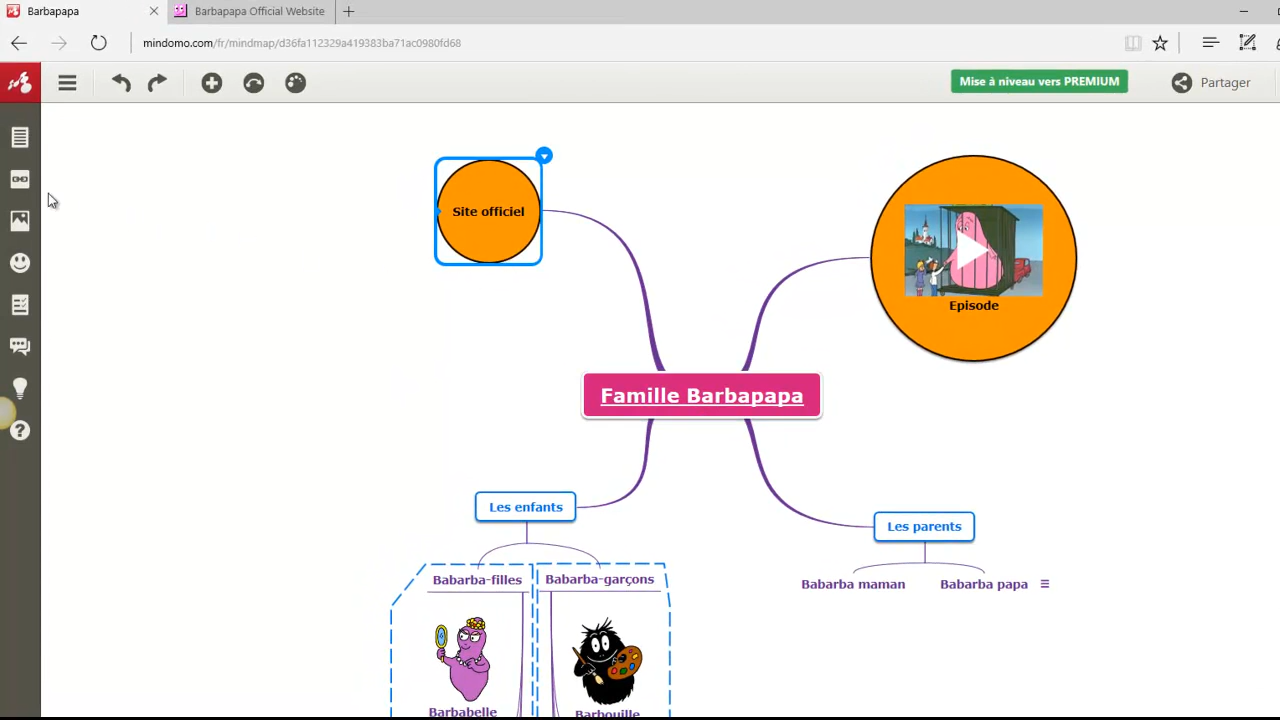 Barbapapa
Barbapapa Official Website
mindomo.com/fr/mindmap/d36fa112329a419383ba71ac0980fd68
Mise à niveau vers PREMIUM
Partager
Site officiel
Episode
Famille Barbapapa
Les enfants
Les parents
Babarba-filles
Babarba-garçons
Babarba maman
Babarba papa
Barbabelle
Barbouille